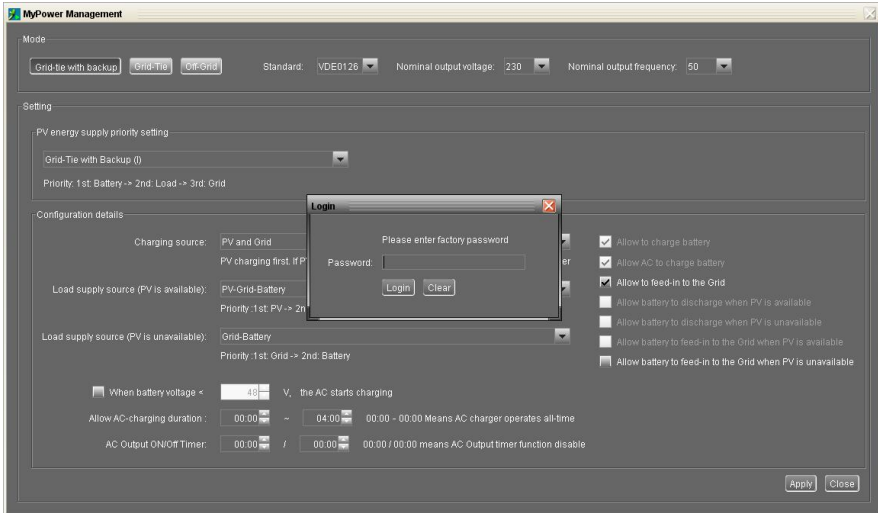 MyPower Management
Mode
Grid-tie with backup Grid-Tie Off-Grid Standard: VDE0126 Nominal output voltage: 230 Nominal output frequency: 50
Setting
PV energy supply priority setting
Grid-Tie with Backup (I)
Priority: 1st: Battery -> 2nd: Load -> 3rd: Grid
Configuration details
Charging source: PV and Grid
PV charging first. If P
er
Load supply source (PV is available): PV-Grid-Battery
Priority :1st: PV -> 2n
Load supply source (PV is unavailable): Grid-Battery
Priority :1st: Grid -> 2nd: Battery
When battery voltage < 48 V, the AC starts charging
Allow AC-charging duration : 00:00 ~ 04:00 00:00 - 00:00 Means AC charger operates all-time
AC Output ON/Off Timer: 00:00 / 00:00 00:00 / 00:00 means AC Output timer function disable
Allow to charge battery
Allow AC to charge battery
Allow to feed-in to the Grid
Allow battery to discharge when PV is available
Allow battery to discharge when PV is unavailable
Allow battery to feed-in to the Grid when PV is available
Allow battery to feed-in to the Grid when PV is unavailable
Login
Please enter factory password
Password:
Login Clear
Apply Close